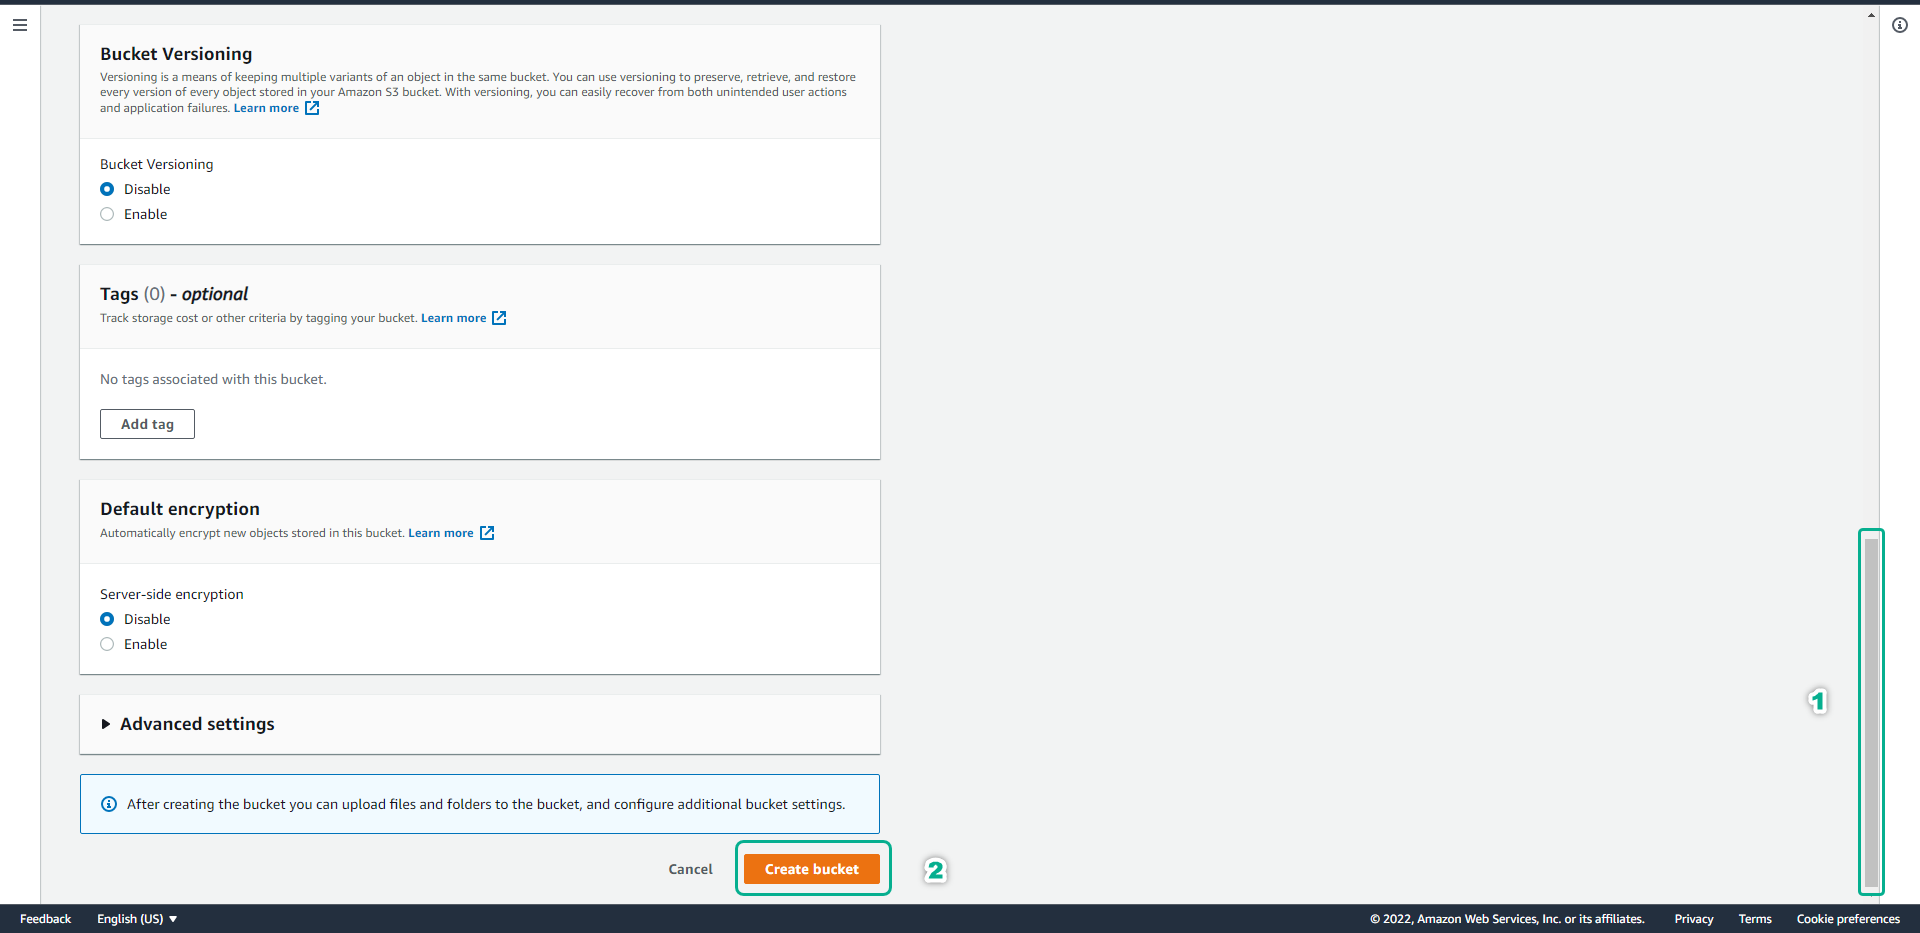 Bucket Versioning
Versioning is a means of keeping multiple variants of an object in the same bucket. You can use versioning to preserve, retrieve, and restore
every version of every object stored in your Amazon S3 bucket. With versioning, you can easily recover from both unintended user actions
and application failures. Learn more
Bucket Versioning
Disable
Enable
Tags (0) - optional
Track storage cost or other criteria by tagging your bucket. Learn more
No tags associated with this bucket.
Add tag
Default encryption
Automatically encrypt new objects stored in this bucket. Learn more
Server-side encryption
Disable
Enable
Advanced settings
1
After creating the bucket you can upload files and folders to the bucket, and configure additional bucket settings.
Cancel
Create bucket
2
Feedback
English (US)
© 2022, Amazon Web Services, Inc. or its affiliates.
Privacy
Terms
Cookie preferences